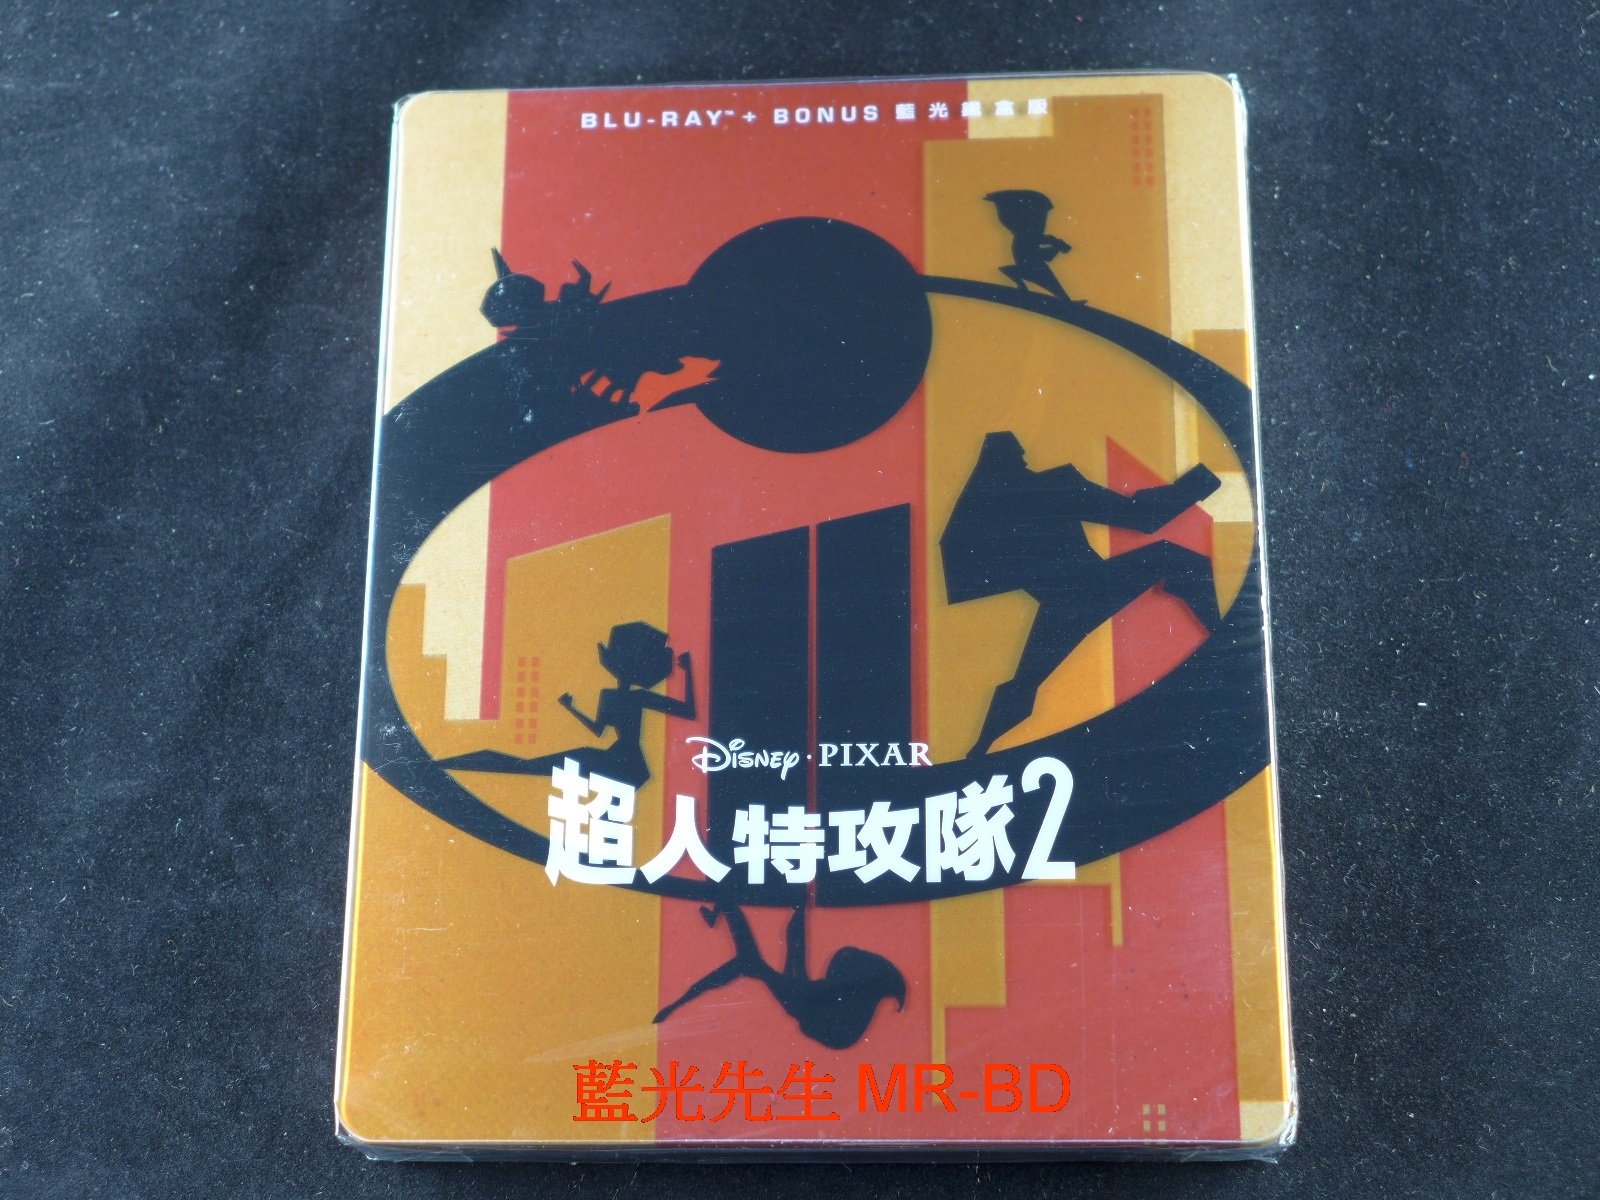 BLU-RAY™ + BONUS 藍光鐵盒版
Disney · PIXAR
超人特攻隊2
藍光先生 MR-BD